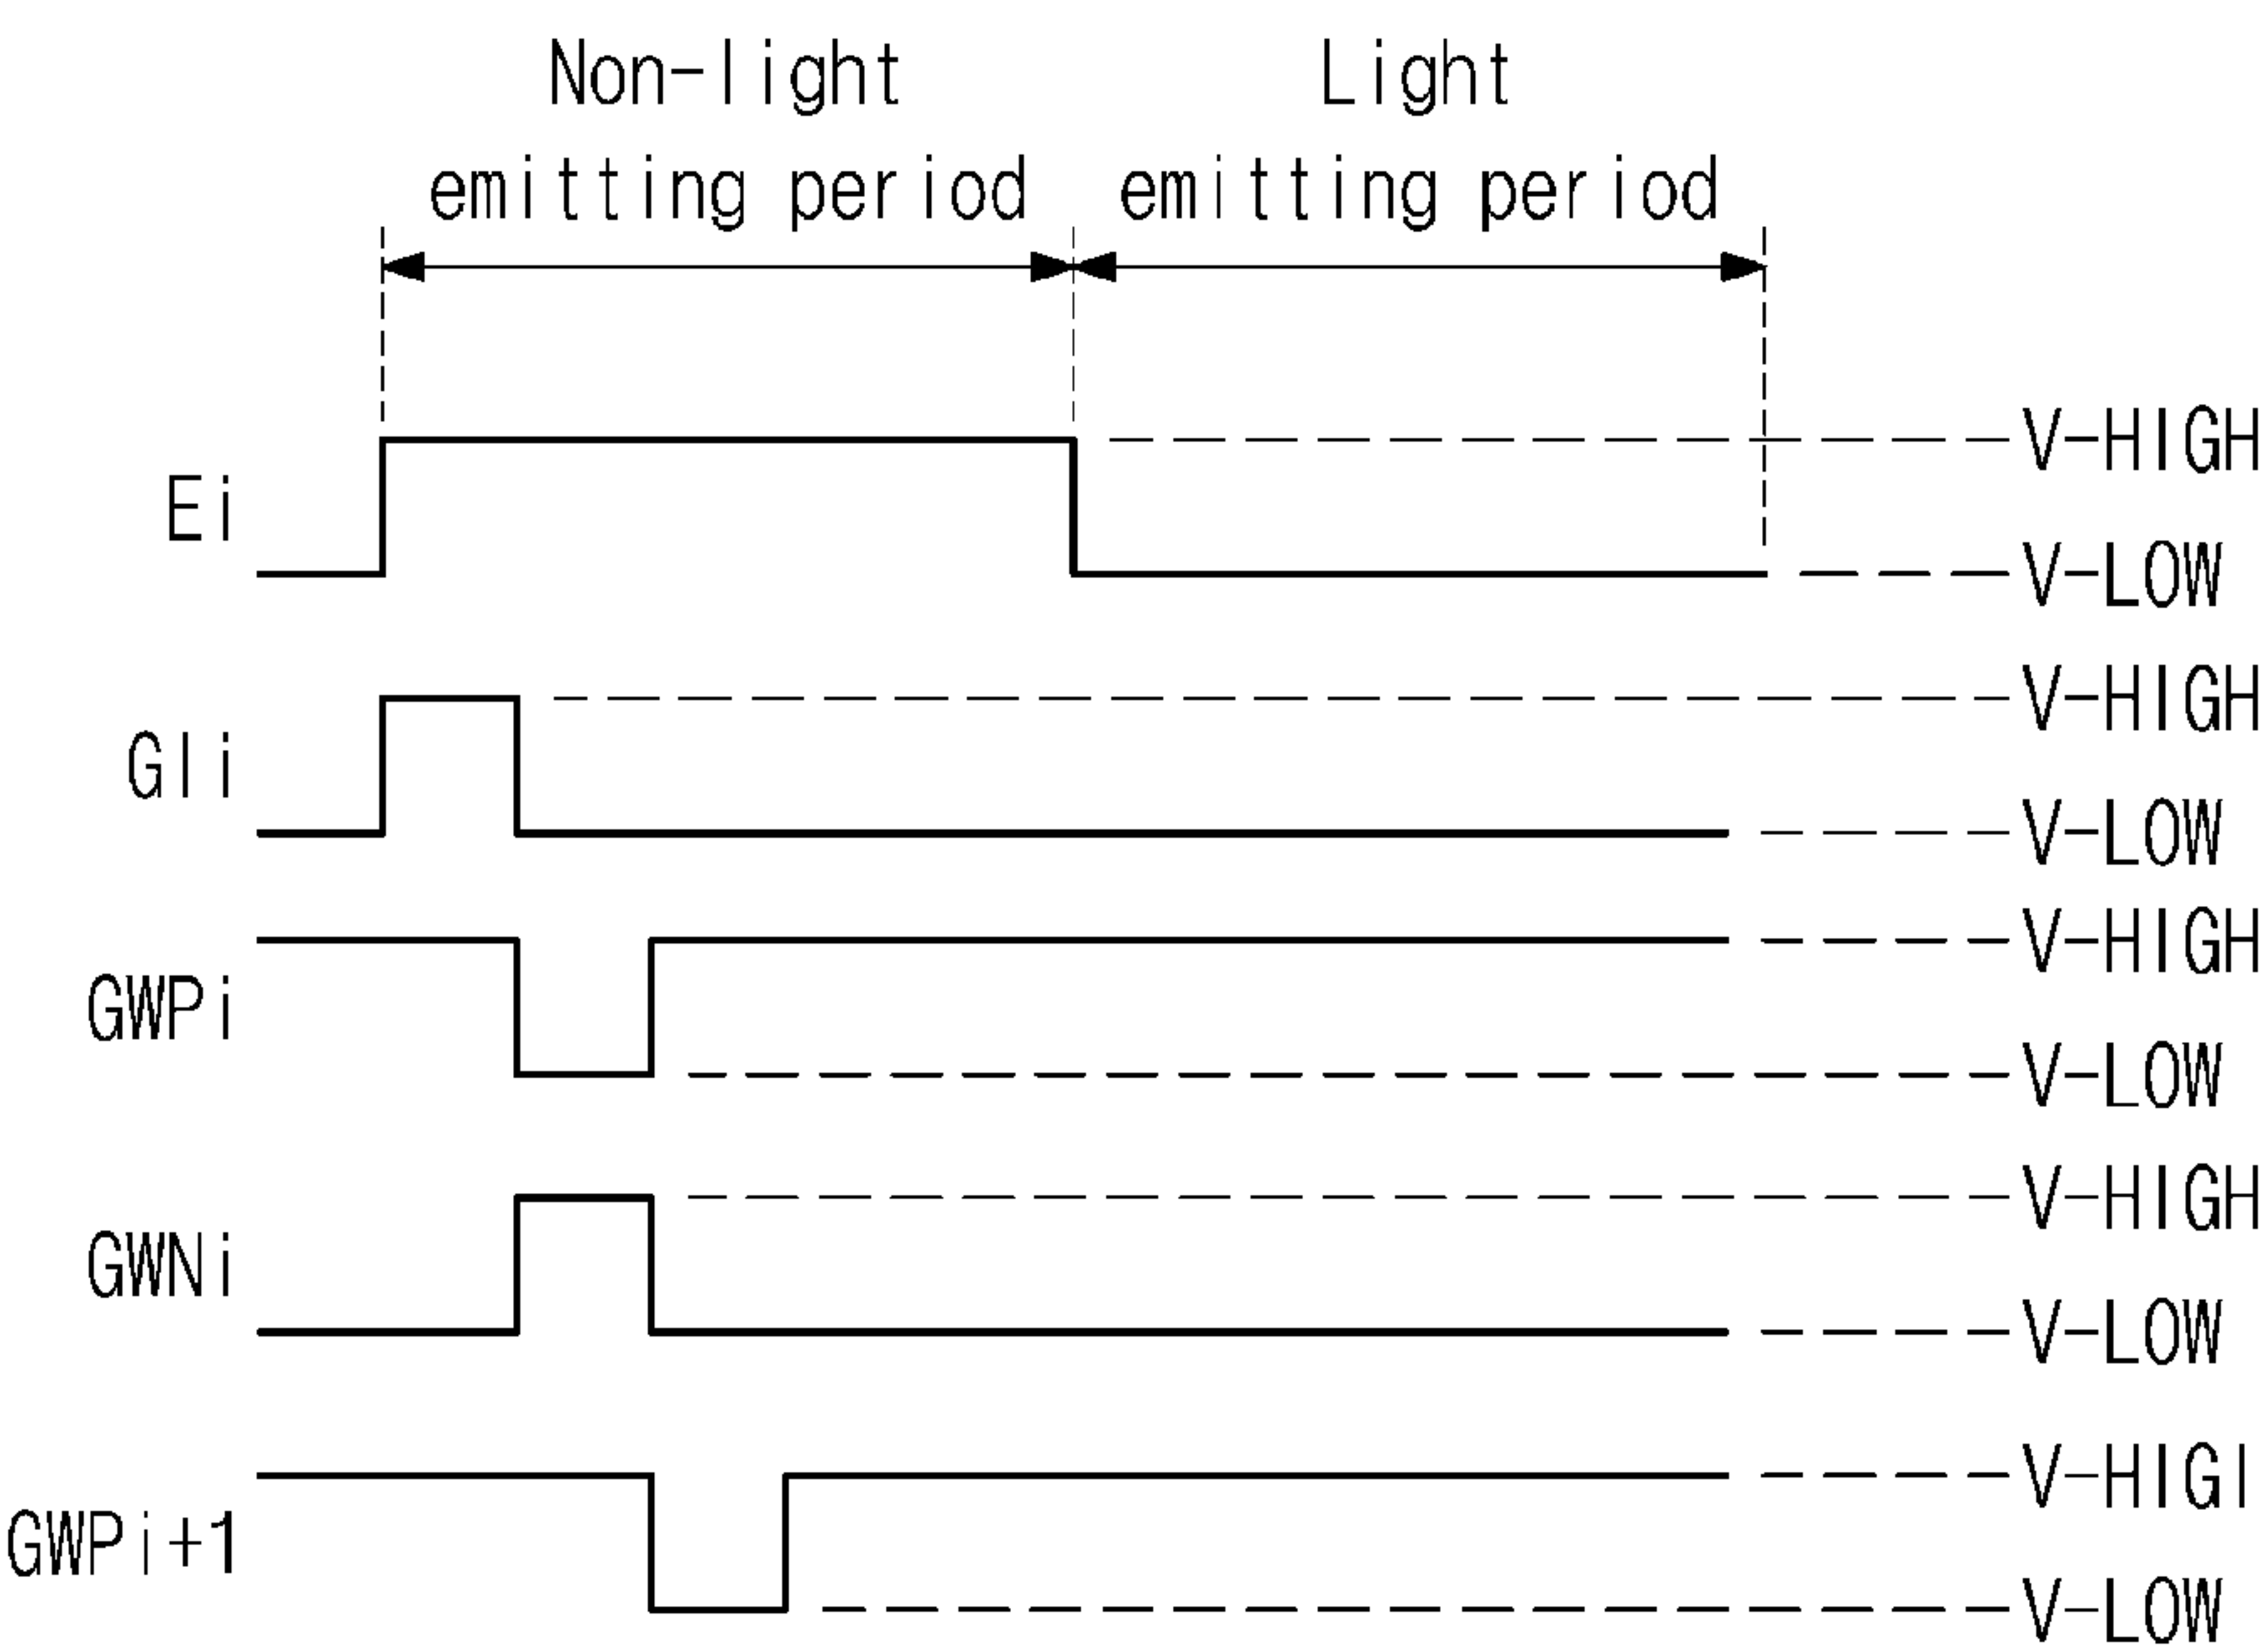 Non-light Light
emitting period emitting period
V-HIGH
Ei
V-LOW
V-HIGH
GIi
V-LOW
V-HIGH
GWPi
V-LOW
V-HIGH
GWNi
V-LOW
V-HIGI
GWPi+1
V-LOW